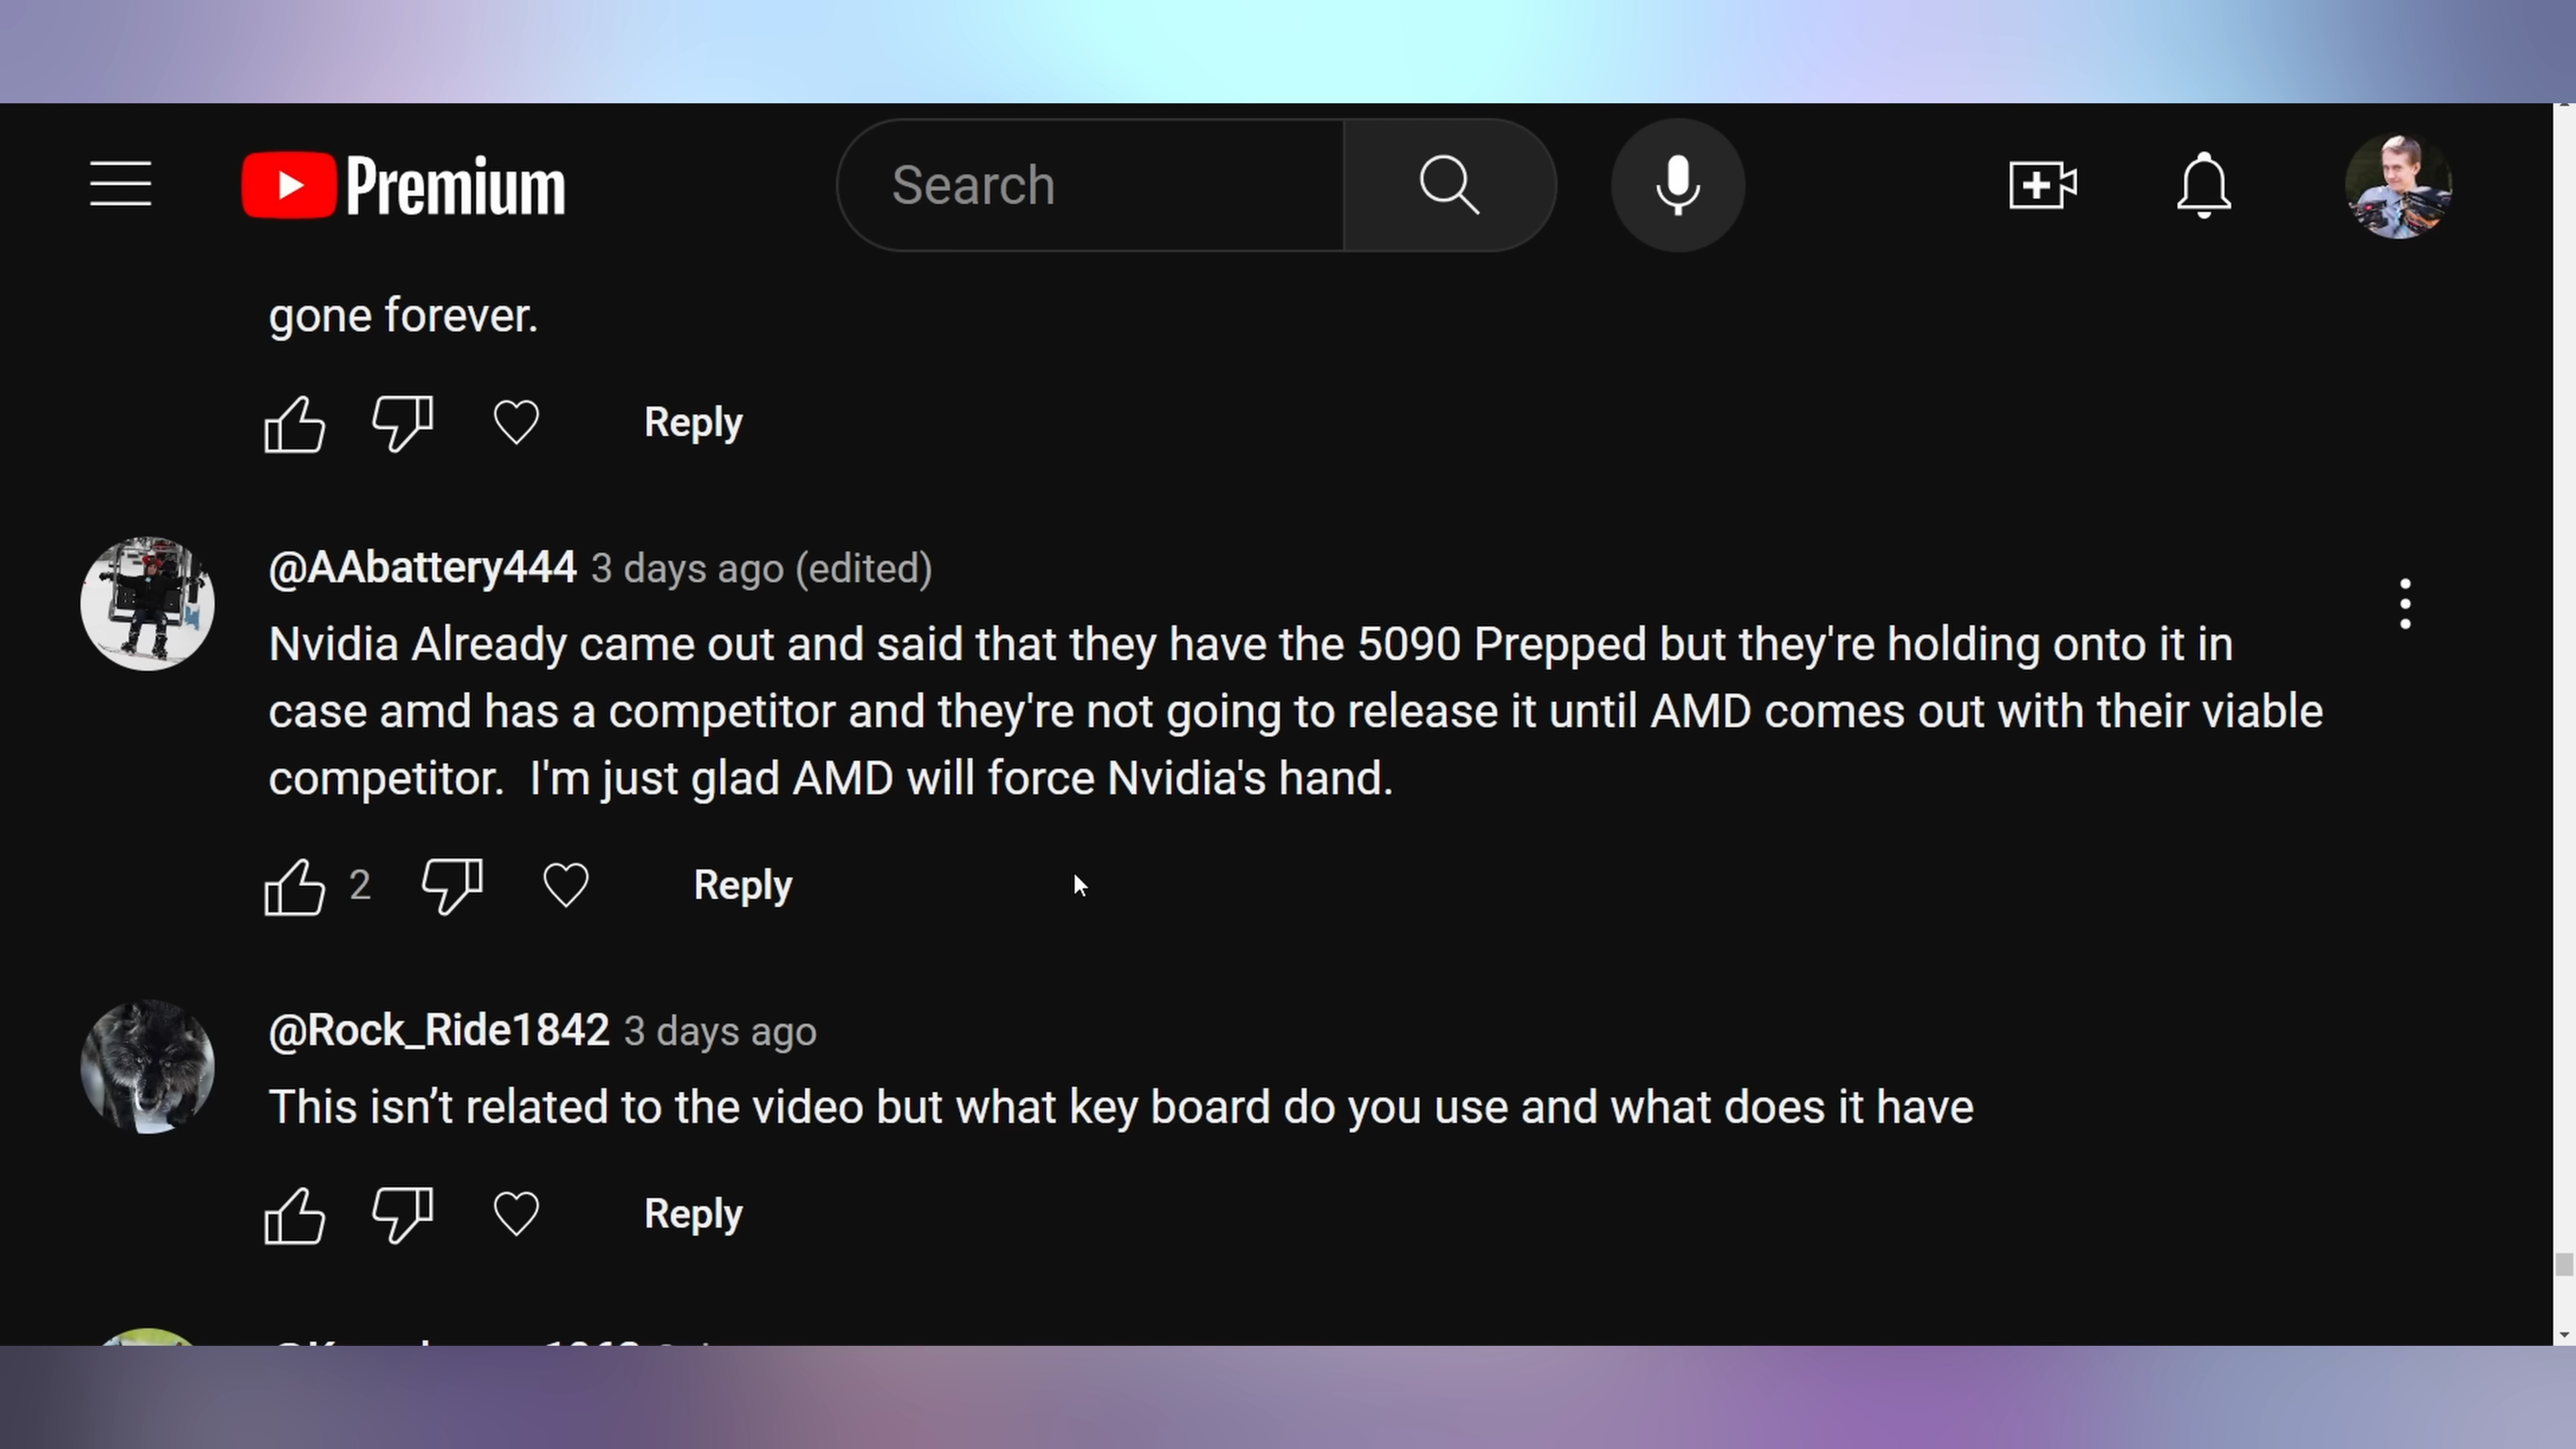 Premium
Search
gone forever.
Reply
@AAbattery444 3 days ago (edited)
Nvidia Already came out and said that they have the 5090 Prepped but they're holding onto it in
case amd has a competitor and they're not going to release it until AMD comes out with their viable
competitor.  I'm just glad AMD will force Nvidia's hand.
2 Reply
@Rock_Ride1842 3 days ago
This isn’t related to the video but what key board do you use and what does it have
Reply